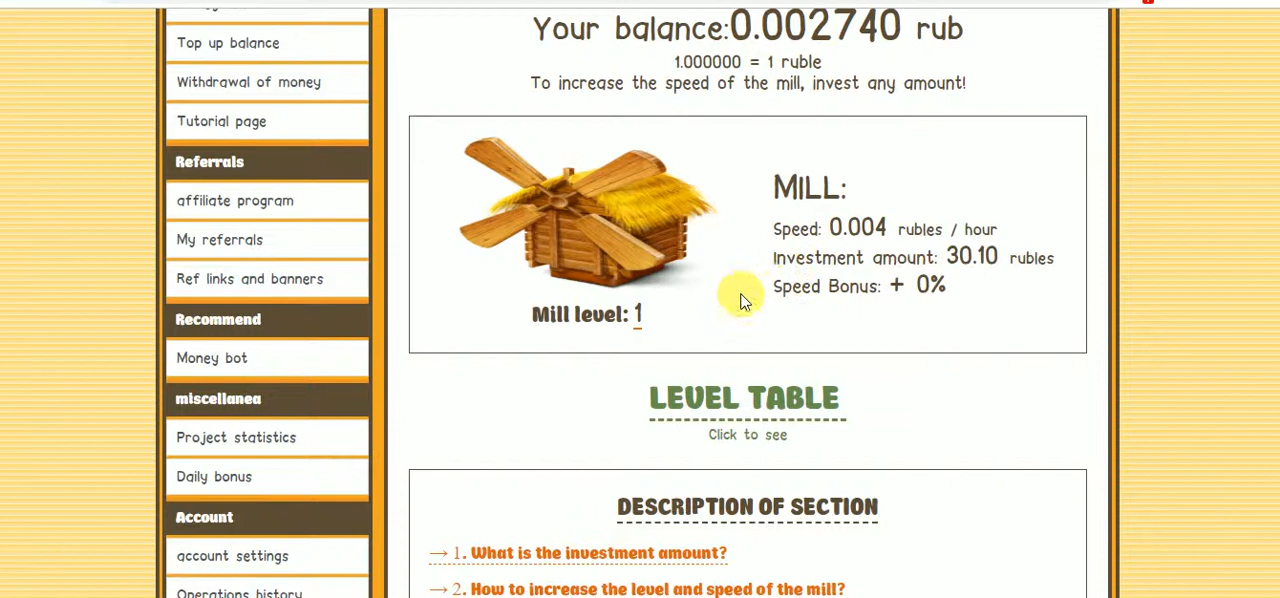 Top up balance
Withdrawal of money
Tutorial page
Referrals
affiliate program
My referrals
Ref links and banners
Recommend
Money bot
miscellanea
Project statistics
Daily bonus
Account
account settings
Operations history
Your balance:0.002740 rub
1.000000 = 1 ruble
To increase the speed of the mill, invest any amount!
MILL:
Speed: 0.004 rubles / hour
Investment amount: 30.10 rubles
Speed Bonus: + 0%
Mill level: 1
LEVEL TABLE
Click to see
DESCRIPTION OF SECTION
→ 1. What is the investment amount?
→ 2. How to increase the level and speed of the mill?